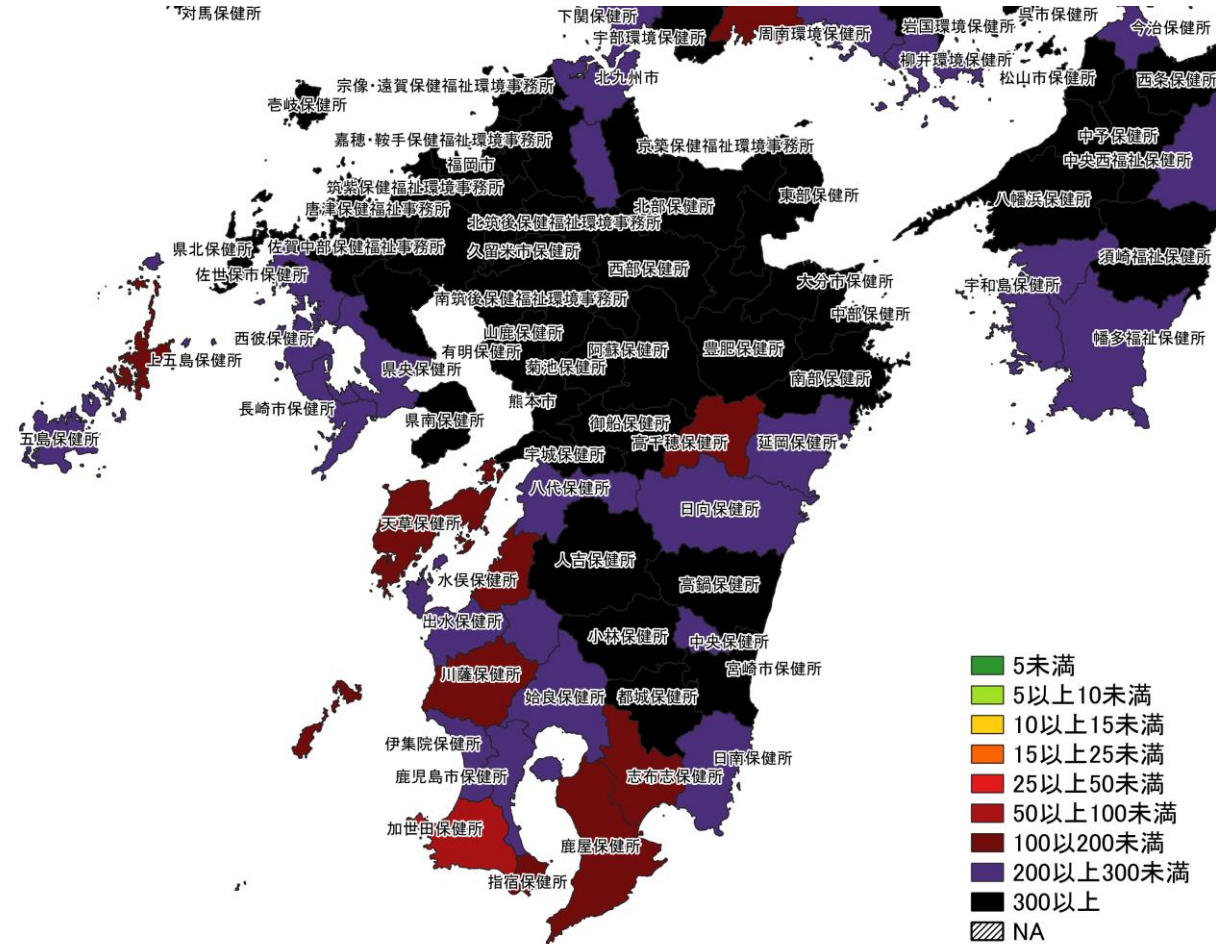 対馬保健所
下関保健所
宇部環境保健所
周南環境保健所
岩国環境保健所
呉市保健所
今治保健所
柳井環境保健所
松山市保健所
西条保健所
北九州市
宗像・遠賀保健福祉環境事務所
壱岐保健所
嘉穂・鞍手保健福祉環境事務所
京築保健福祉環境事務所
中予保健所
中央西福祉保健所
福岡市
筑紫保健福祉環境事務所
東部保健所
八幡浜保健所
唐津保健福祉事務所
北部保健所
北筑後保健福祉環境事務所
県北保健所
佐賀中部保健福祉事務所
久留米市保健所
西部保健所
須崎福祉保健所
佐世保市保健所
大分市保健所
宇和島保健所
南筑後保健福祉環境事務所
中部保健所
西彼保健所
山鹿保健所
幡多福祉保健所
上五島保健所
有明保健所
阿蘇保健所
豊肥保健所
県央保健所
菊池保健所
南部保健所
長崎市保健所
熊本市
県南保健所
御船保健所
五島保健所
高千穂保健所
延岡保健所
宇城保健所
八代保健所
日向保健所
天草保健所
人吉保健所
水俣保健所
高鍋保健所
出水保健所
小林保健所
中央保健所
川薩保健所
宮崎市保健所
姶良保健所
都城保健所
伊集院保健所
日南保健所
鹿児島市保健所
志布志保健所
加世田保健所
鹿屋保健所
指宿保健所
5未満
5以上10未満
10以上15未満
15以上25未満
25以上50未満
50以上100未満
100以200未満
200以上300未満
300以上
NA